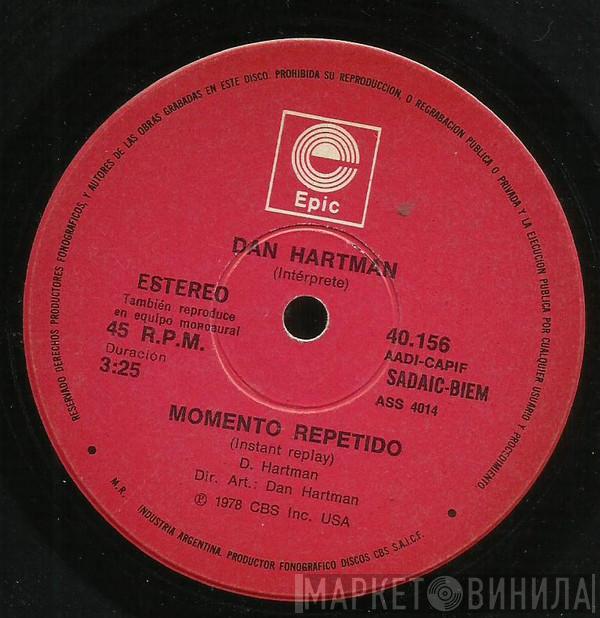 RESERVADO DERECHOS PRODUCTORES FONOGRAFICOS, Y AUTORES DE LAS OBRAS GRABADAS EN ESTE DISCO. PROHIBIDA SU REPRODUCCION, O REGRABACION PUBLICA O PRIVADA Y LA EJECUCION PUBLICA POR CUALQUIER USUARIO Y PROCEDIMIENTO
Epic
DAN HARTMAN
(Intérprete)
ESTEREO
También reproduce
en equipo monoaural
45 R.P.M.
Duración
3:25
40.156
AADI-CAPIF
SADAIC-BIEM
ASS 4014
MOMENTO REPETIDO
(Instant replay)
D. Hartman
Dir. Art.: Dan Hartman
Ⓟ 1978 CBS Inc. USA
M.R. INDUSTRIA ARGENTINA. PRODUCTOR FONOGRAFICO DISCOS CBS S.A.I.C.F.
МАРКЕТ ВИНИЛА